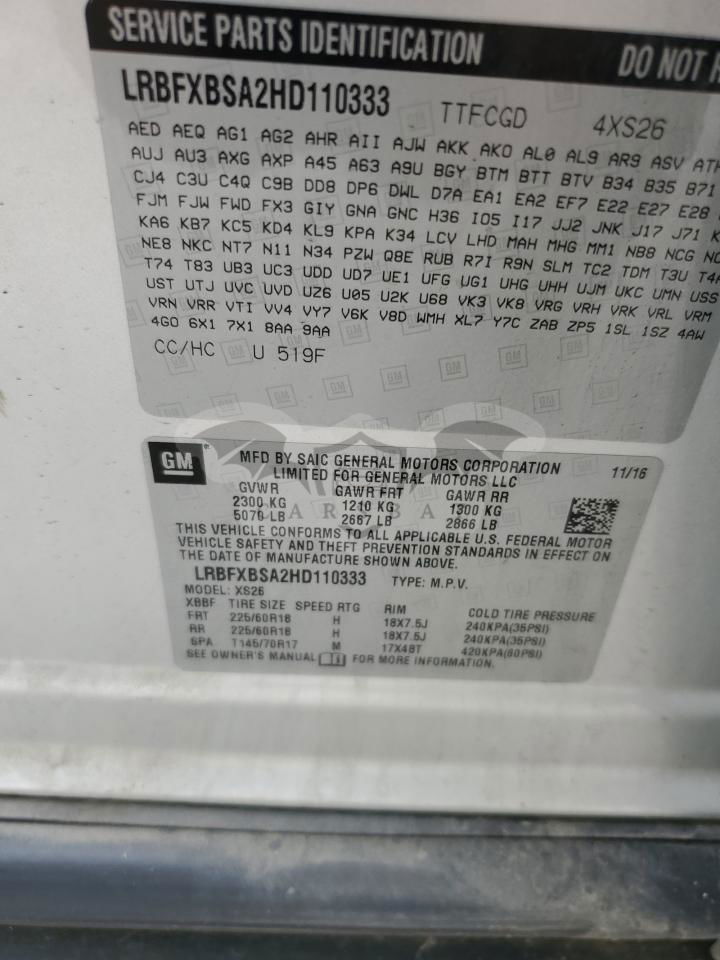 SERVICE PARTS IDENTIFICATION DO NOT
LRBFXBSA2HD110333 TTFCGD 4XS26
AED AEQ AG1 AG2 AHR AII AJW AKK AKO AL0 AL9 AR9 ASV
AUJ AU3 AXG AXP A45 A63 A9U BGY BTM BTT BTV B34 B35 B71
CJ4 C3U C4Q C9B DD8 DP6 DWL D7A EA1 EA2 EF7 E22 E27 E28
FJM FJW FWD FX3 GIY GNA GNC H36 IO5 I17 JJ2 JNK J17 J71
KA6 KB7 KC5 KD4 KL9 KPA K34 LCV LHD MAH MHG MM1 NB8 NCG
NE8 NKC NT7 N11 N34 PZW Q8E RUB R7I R9N SLM TC2 TDM T3U
T74 T83 UB3 UC3 UDD UD7 UE1 UFG UG1 UHG UHH UJM UKC UMN USS
UST UTJ UVC UVD UZ6 U05 U2K U68 VK3 VK8 VRG VRH VRK VRL VRM
VRN VRR VTI VV4 VY7 V6K V8D WMH XL7 Y7C ZAB ZP5 1SL 1SZ 4AW
4G0 6X1 7X1 8AA 9AA
CC/HC U 519F
GM MFD BY SAIC GENERAL MOTORS CORPORATION 11/16
LIMITED FOR GENERAL MOTORS LLC
GVWR GAWR FRT GAWR RR
2300 KG 1210 KG 1300 KG
5070 LB 2667 LB 2866 LB
THIS VEHICLE CONFORMS TO ALL APPLICABLE U.S. FEDERAL MOTOR
VEHICLE SAFETY AND THEFT PREVENTION STANDARDS IN EFFECT ON
THE DATE OF MANUFACTURE SHOWN ABOVE.
LRBFXBSA2HD110333 TYPE: M.P.V.
MODEL: XS26
XBBF TIRE SIZE SPEED RTG RIM COLD TIRE PRESSURE
FRT 225/60R18 H 18X7.5J 240KPA(35PSI)
RR 225/60R18 H 18X7.5J 240KPA(35PSI)
SPA T145/70R17 M 17X4BT 420KPA(60PSI)
SEE OWNER'S MANUAL FOR MORE INFORMATION.